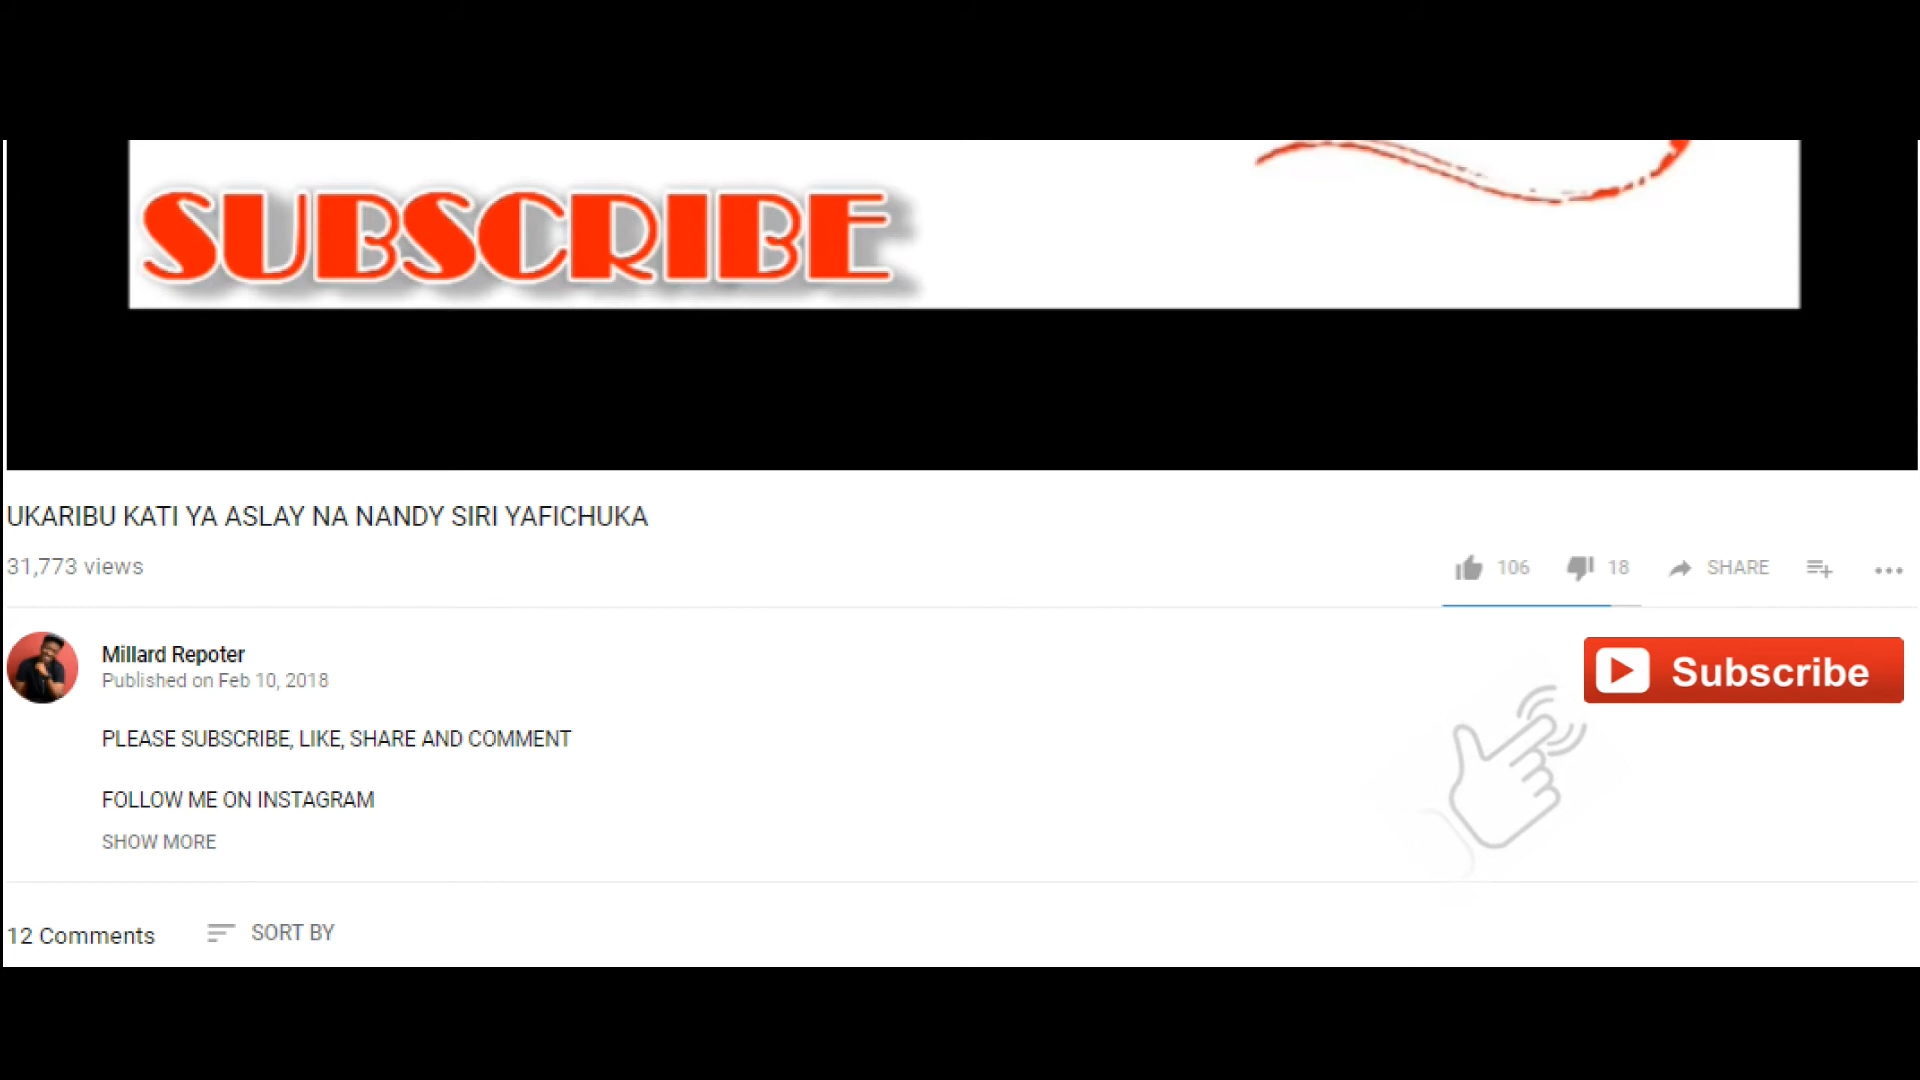 SUBSCRIBE
UKARIBU KATI YA ASLAY NA NANDY SIRI YAFICHUKA
31,773 views
106 18 SHARE
Millard Repoter
Published on Feb 10, 2018
Subscribe
PLEASE SUBSCRIBE, LIKE, SHARE AND COMMENT
FOLLOW ME ON INSTAGRAM
SHOW MORE
12 Comments SORT BY